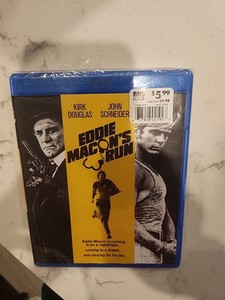 $5.99
KIRK
DOUGLAS
JOHN
SCHNEIDER
EDDIE
MACON'S
RUN
Eddie Macon is running
from a nightmare,
running to a dream,
and running for his life.